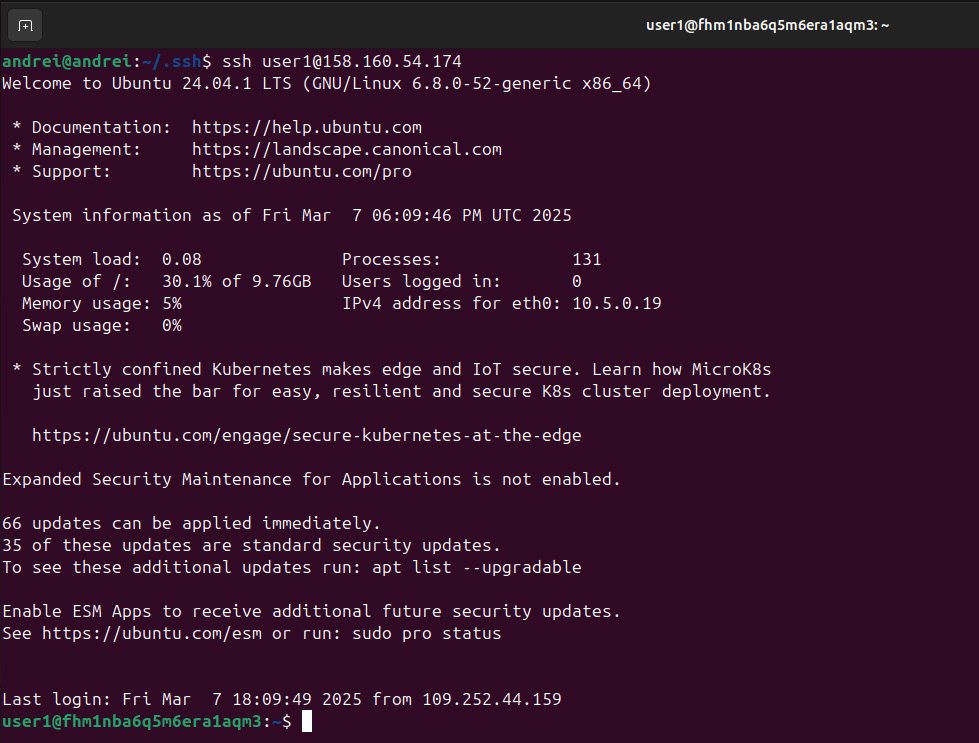 user1@fhm1nba6q5m6era1aqm3: ~
andrei@andrei:~/.ssh$ ssh user1@158.160.54.174
Welcome to Ubuntu 24.04.1 LTS (GNU/Linux 6.8.0-52-generic x86_64)
* Documentation:  https://help.ubuntu.com
* Management:     https://landscape.canonical.com
* Support:        https://ubuntu.com/pro
System information as of Fri Mar  7 06:09:46 PM UTC 2025
System load:  0.08              Processes:             131
Usage of /:   30.1% of 9.76GB   Users logged in:       0
Memory usage: 5%                IPv4 address for eth0: 10.5.0.19
Swap usage:   0%
* Strictly confined Kubernetes makes edge and IoT secure. Learn how MicroK8s
just raised the bar for easy, resilient and secure K8s cluster deployment.
https://ubuntu.com/engage/secure-kubernetes-at-the-edge
Expanded Security Maintenance for Applications is not enabled.
66 updates can be applied immediately.
35 of these updates are standard security updates.
To see these additional updates run: apt list --upgradable
Enable ESM Apps to receive additional future security updates.
See https://ubuntu.com/esm or run: sudo pro status
Last login: Fri Mar  7 18:09:49 2025 from 109.252.44.159
user1@fhm1nba6q5m6era1aqm3:~$